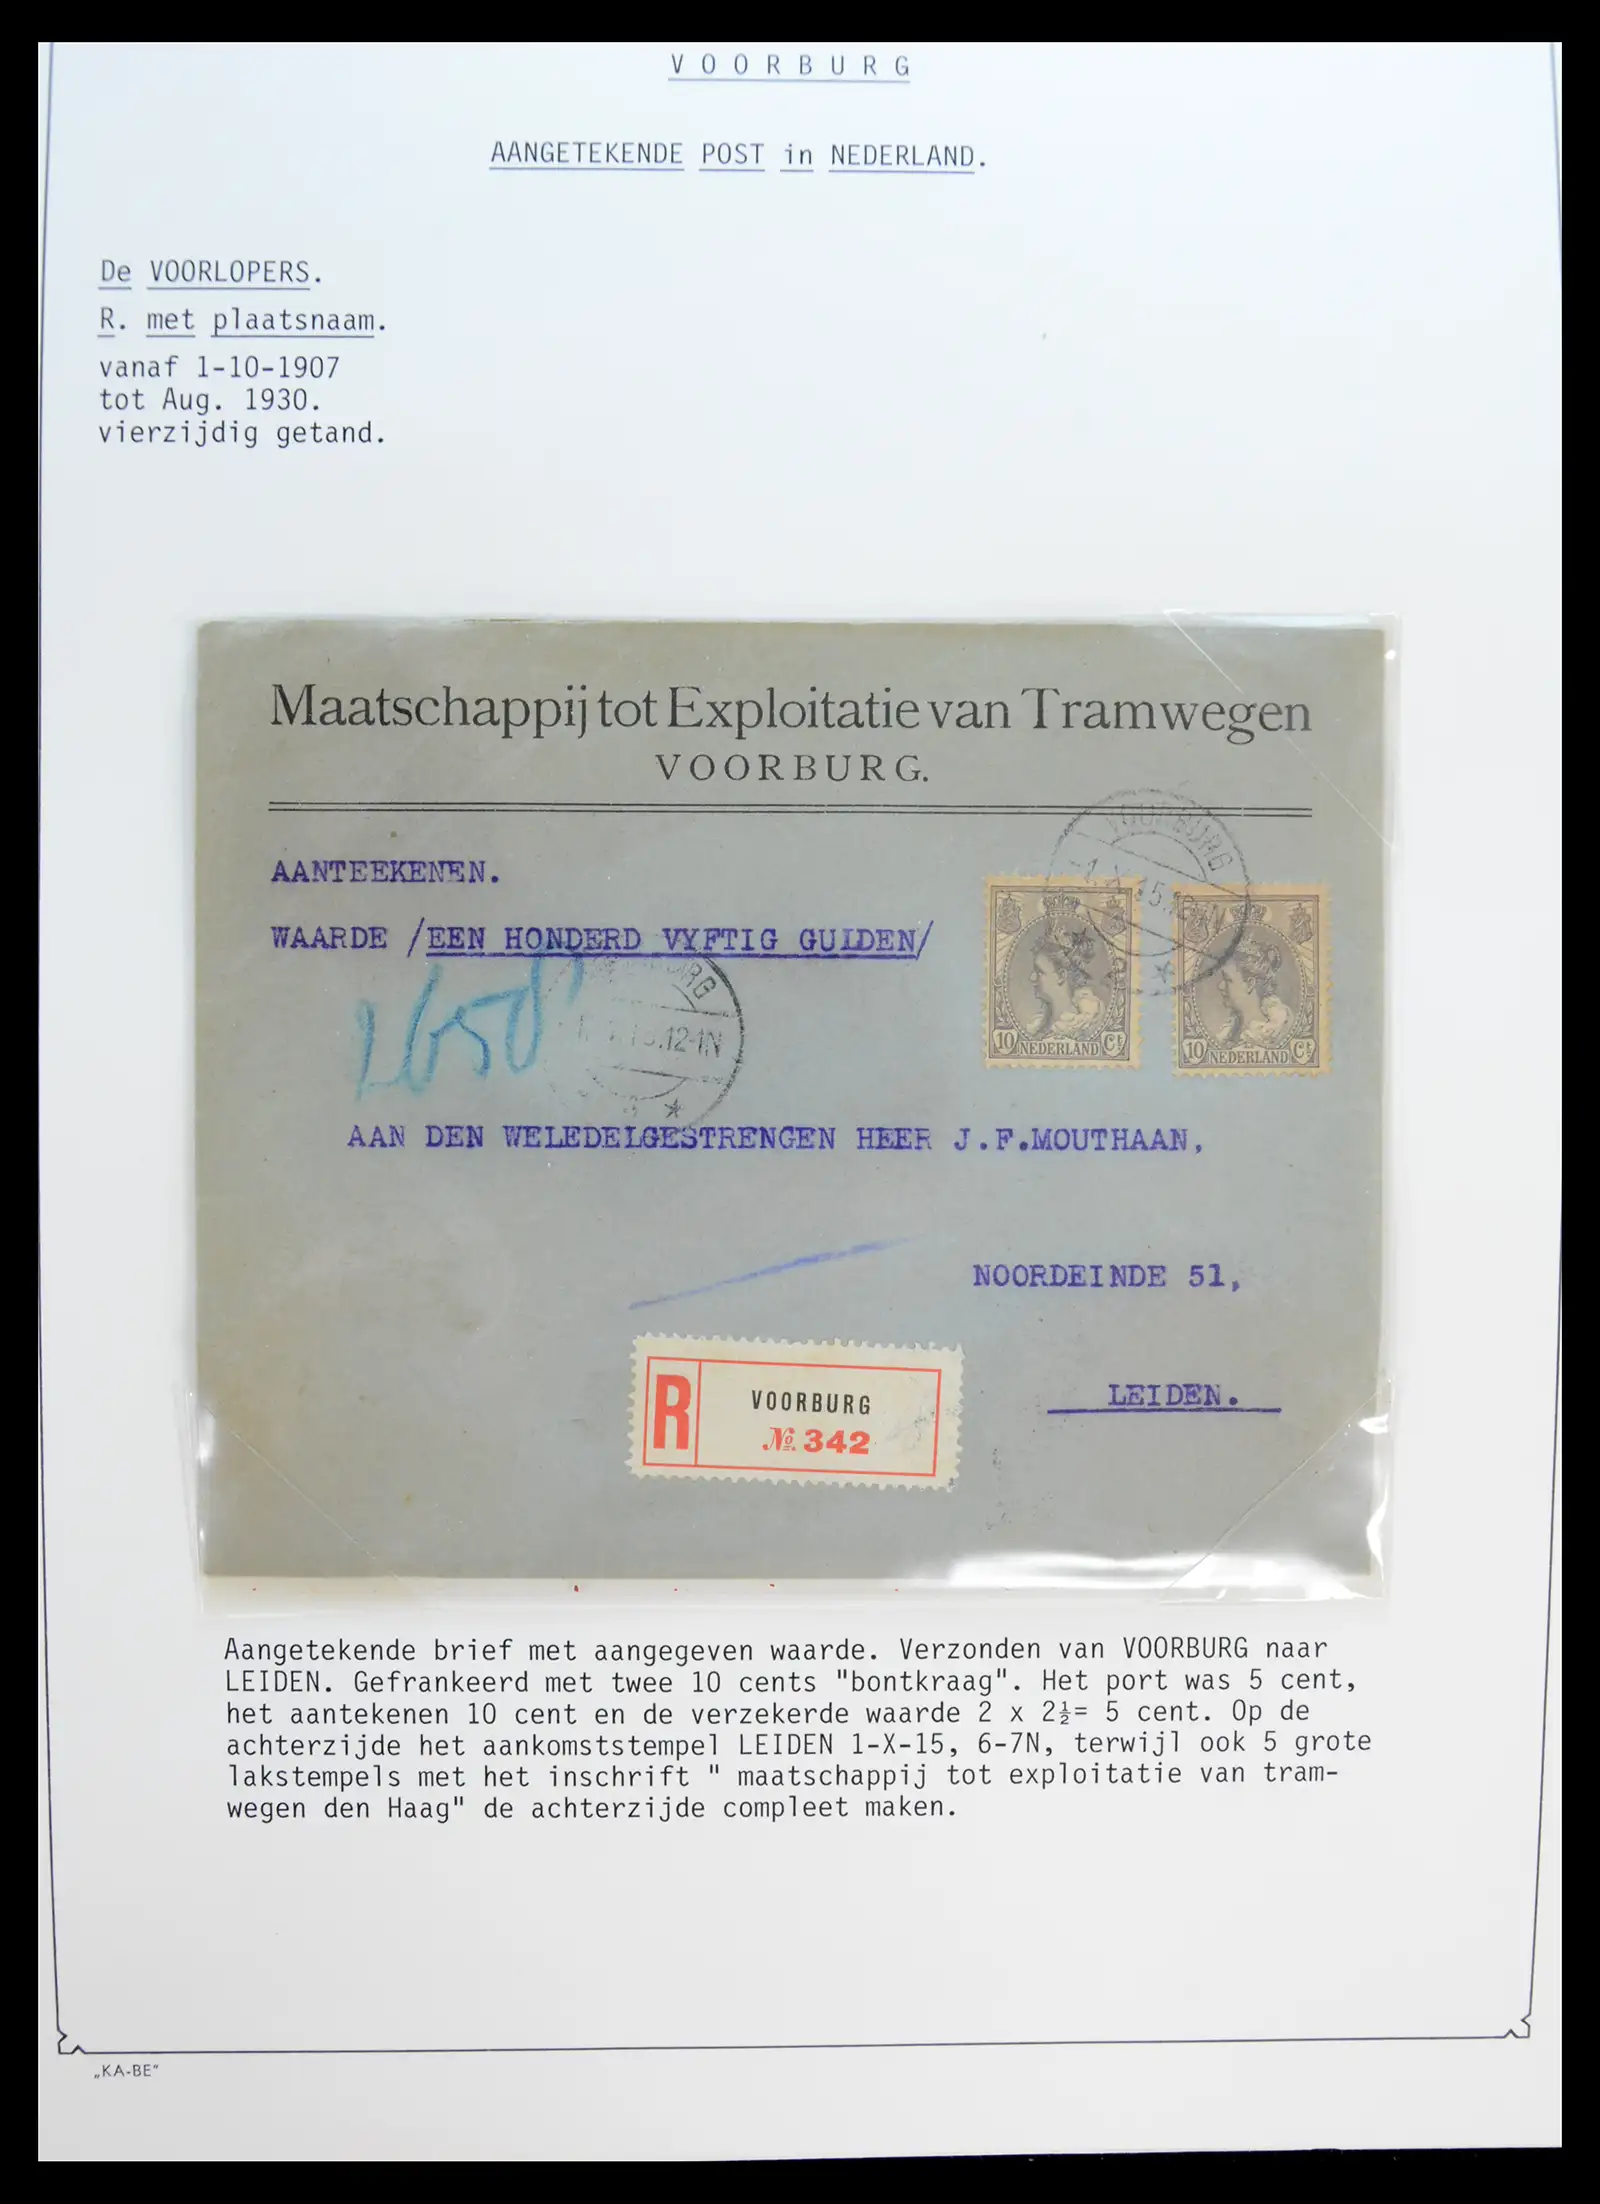 VOORBURG
AANGETEKENDE POST in NEDERLAND.
De VOORLOPERS.
R. met plaatsnaam.
vanaf 1-10-1907
tot Aug. 1930.
vierzijdig getand.
Maatschappij tot Exploitatie van Tramwegen
VOORBURG.
VOORBURG
AANTEEKENEN.
WAARDE /EEN HONDERD VYFTIG GULDEN/
10 NEDERLAND Ct
10 NEDERLAND Ct
12-1N
AAN DEN WELEDELGESTRENGEN HEER J.F.MOUTHAAN,
NOORDEINDE 51,
LEIDEN.
R VOORBURG
No. 342
Aangetekende brief met aangegeven waarde. Verzonden van VOORBURG naar
LEIDEN. Gefrankeerd met twee 10 cents "bontkraag". Het port was 5 cent,
het aantekenen 10 cent en de verzekerde waarde 2 x 2½= 5 cent. Op de
achterzijde het aankomststempel LEIDEN 1-X-15, 6-7N, terwijl ook 5 grote
lakstempels met het inschrift " maatschappij tot exploitatie van tram-
wegen den Haag" de achterzijde compleet maken.
„KA-BE"